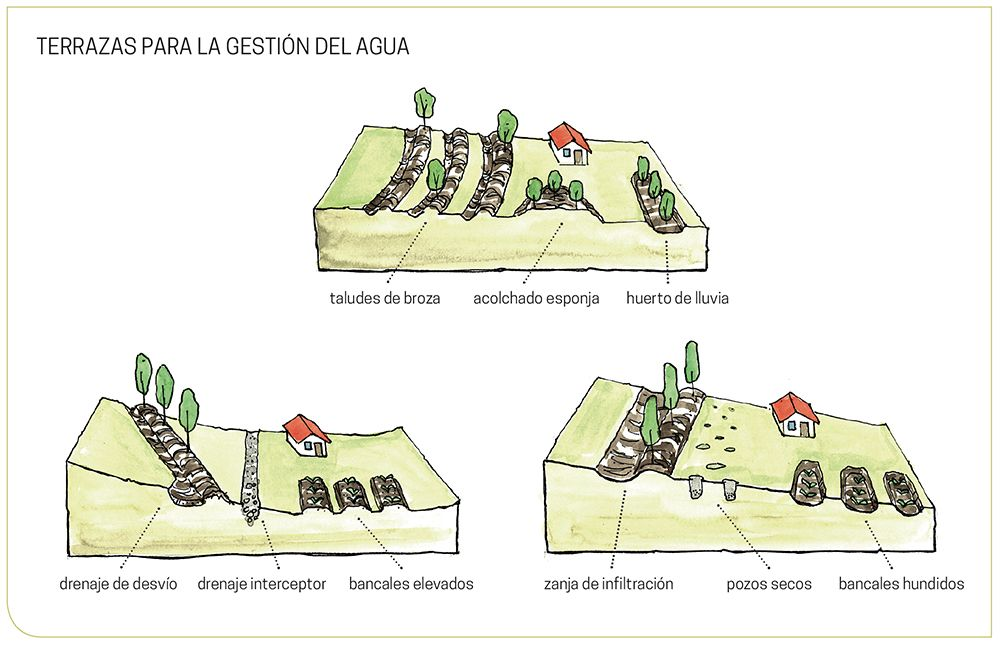 TERRAZAS PARA LA GESTIÓN DEL AGUA
taludes de broza
acolchado esponja
huerto de lluvia
drenaje de desvío
drenaje interceptor
bancales elevados
zanja de infiltración
pozos secos
bancales hundidos